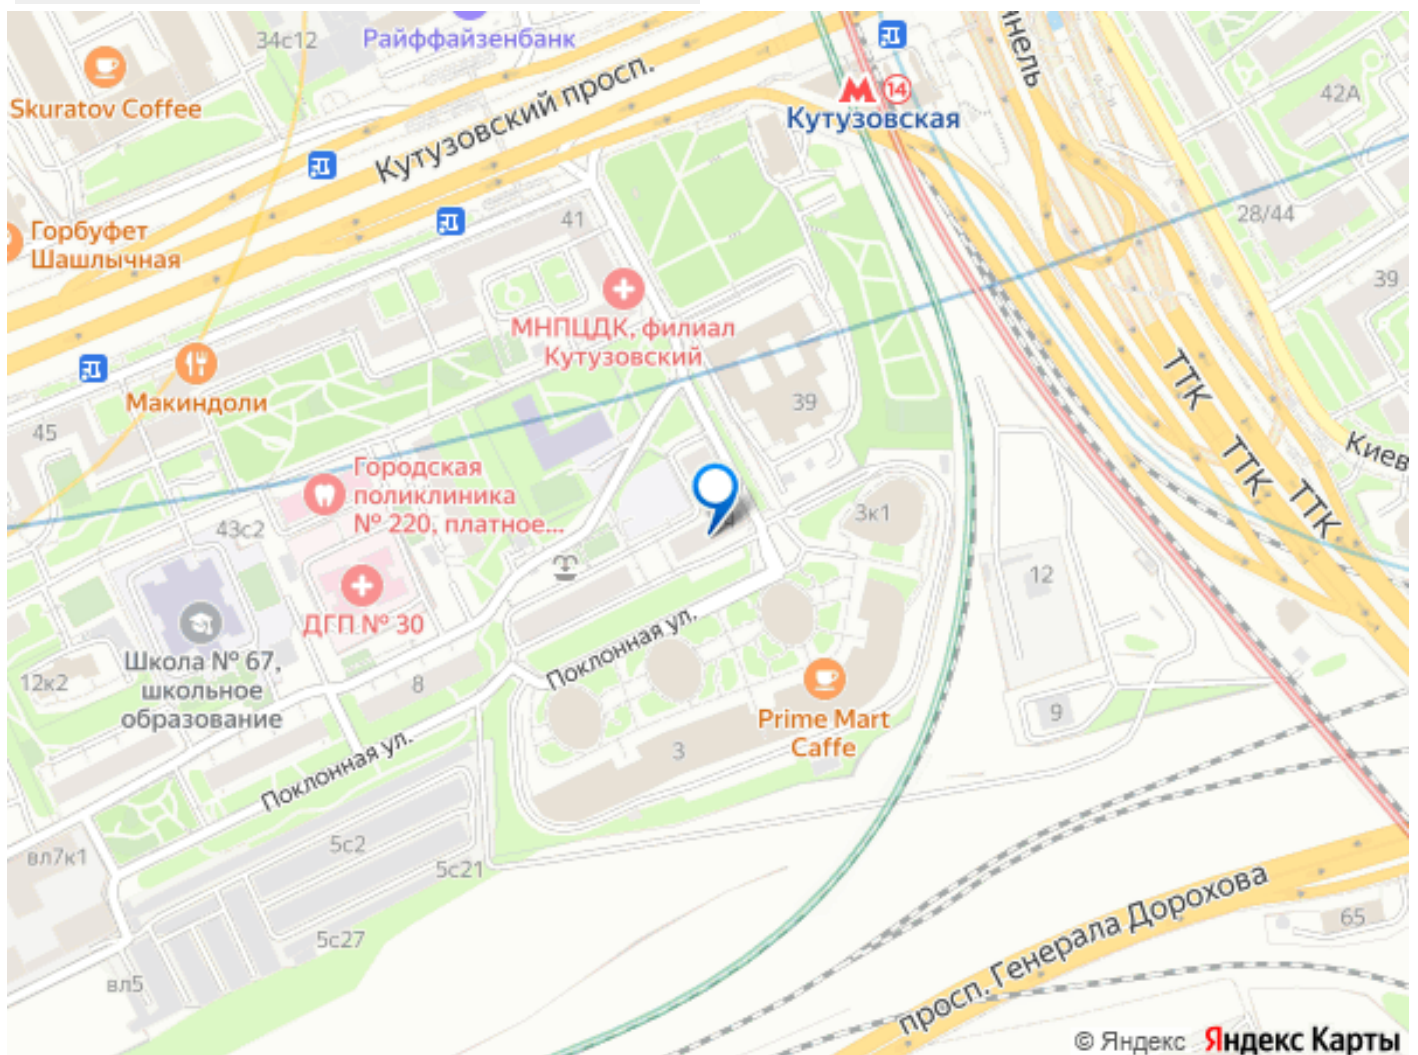 34с12
Райффайзенбанк
Skuratov Coffee
Кутузовский просп.
14
Кутузовская
42А
Горбуфет
Шашлычная
41
28/44
39
МНПЦДК, филиал
Кутузовский
Макиндоли
45
39
ТТК
ТТК
ТТК
Городская
поликлиника
№ 220, платное...
43с2
3к1
12
ДГП № 30
Школа № 67,
школьное
образование
12к2
8
Поклонная ул.
Prime Mart
Caffe
3
9
Поклонная ул.
5с2
5с21
вл7к1
5с27
вл5
просп. Генерала Дорохова
65
© Яндекс Яндекс Карты